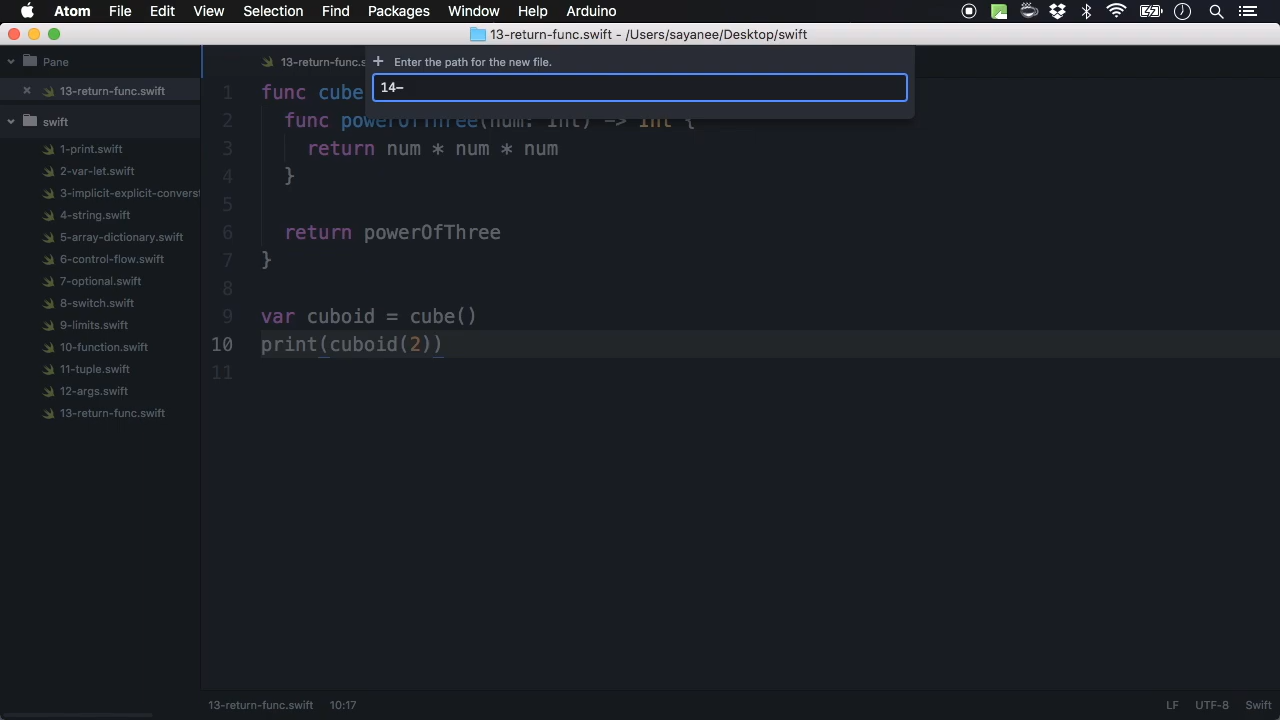 Atom File Edit View Selection Find Packages Window Help Arduino
13-return-func.swift - /Users/sayanee/Desktop/swift
Pane
13-return-func.swift
swift
1-print.swift
2-var-let.swift
3-implicit-explicit-converst
4-string.swift
5-array-dictionary.swift
6-control-flow.swift
7-optional.swift
8-switch.swift
9-limits.swift
10-function.swift
11-tuple.swift
12-args.swift
13-return-func.swift
13-return-func.s
+ Enter the path for the new file.
14-
1 func cube
2 func powerOfThree(num: Int) -> Int {
3 return num * num * num
4 }
5
6 return powerOfThree
7 }
8
9 var cuboid = cube()
10 print(cuboid(2))
11
13-return-func.swift 10:17
LF UTF-8 Swift